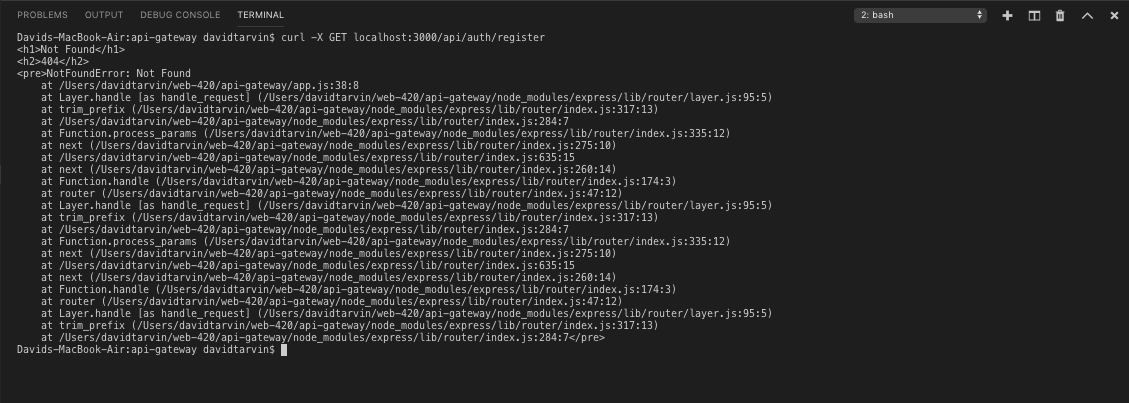 PROBLEMS OUTPUT DEBUG CONSOLE TERMINAL 2: bash
Davids-MacBook-Air:api-gateway davidtarvin$ curl -X GET localhost:3000/api/auth/register
<h1>Not Found</h1>
<h2>404</h2>
<pre>NotFoundError: Not Found
    at /Users/davidtarvin/web-420/api-gateway/app.js:38:8
    at Layer.handle [as handle_request] (/Users/davidtarvin/web-420/api-gateway/node_modules/express/lib/router/layer.js:95:5)
    at trim_prefix (/Users/davidtarvin/web-420/api-gateway/node_modules/express/lib/router/index.js:317:13)
    at /Users/davidtarvin/web-420/api-gateway/node_modules/express/lib/router/index.js:284:7
    at Function.process_params (/Users/davidtarvin/web-420/api-gateway/node_modules/express/lib/router/index.js:335:12)
    at next (/Users/davidtarvin/web-420/api-gateway/node_modules/express/lib/router/index.js:275:10)
    at /Users/davidtarvin/web-420/api-gateway/node_modules/express/lib/router/index.js:635:15
    at next (/Users/davidtarvin/web-420/api-gateway/node_modules/express/lib/router/index.js:260:14)
    at Function.handle (/Users/davidtarvin/web-420/api-gateway/node_modules/express/lib/router/index.js:174:3)
    at router (/Users/davidtarvin/web-420/api-gateway/node_modules/express/lib/router/index.js:47:12)
    at Layer.handle [as handle_request] (/Users/davidtarvin/web-420/api-gateway/node_modules/express/lib/router/layer.js:95:5)
    at trim_prefix (/Users/davidtarvin/web-420/api-gateway/node_modules/express/lib/router/index.js:317:13)
    at /Users/davidtarvin/web-420/api-gateway/node_modules/express/lib/router/index.js:284:7
    at Function.process_params (/Users/davidtarvin/web-420/api-gateway/node_modules/express/lib/router/index.js:335:12)
    at next (/Users/davidtarvin/web-420/api-gateway/node_modules/express/lib/router/index.js:275:10)
    at /Users/davidtarvin/web-420/api-gateway/node_modules/express/lib/router/index.js:635:15
    at next (/Users/davidtarvin/web-420/api-gateway/node_modules/express/lib/router/index.js:260:14)
    at Function.handle (/Users/davidtarvin/web-420/api-gateway/node_modules/express/lib/router/index.js:174:3)
    at router (/Users/davidtarvin/web-420/api-gateway/node_modules/express/lib/router/index.js:47:12)
    at Layer.handle [as handle_request] (/Users/davidtarvin/web-420/api-gateway/node_modules/express/lib/router/layer.js:95:5)
    at trim_prefix (/Users/davidtarvin/web-420/api-gateway/node_modules/express/lib/router/index.js:317:13)
    at /Users/davidtarvin/web-420/api-gateway/node_modules/express/lib/router/index.js:284:7</pre>
Davids-MacBook-Air:api-gateway davidtarvin$